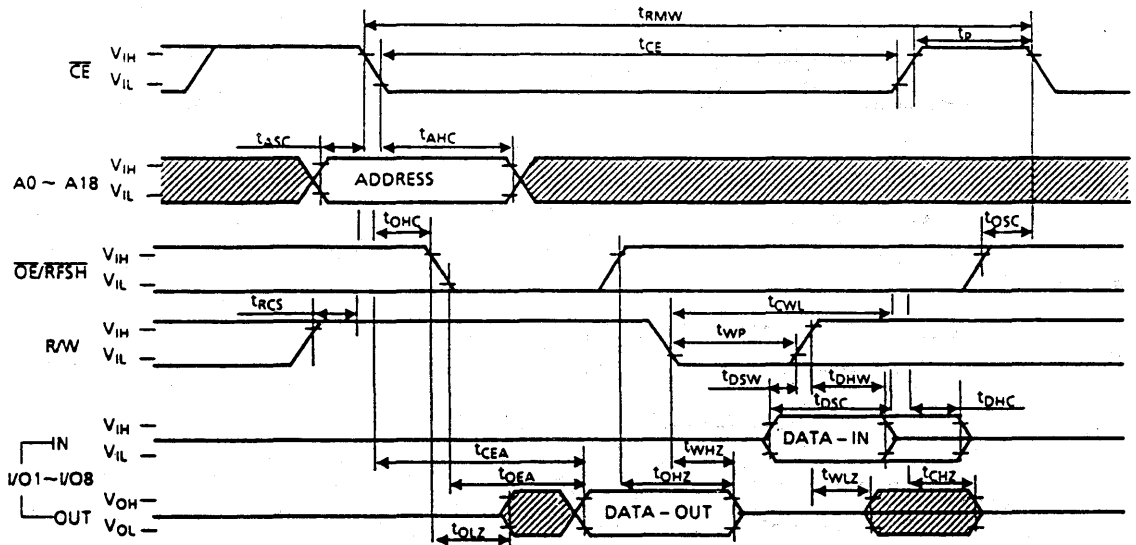 tRMW
tCE
tP
VIH
CE
VIL
tASC
tAHC
VIH
A0 ~ A18
ADDRESS
VIL
tOHC
tOSC
VIH
OE/RFSH
VIL
tRCS
tCWL
VIH
R/W
tWP
VIL
tDSW
tDHW
tDSC
tDHC
VIH
IN
DATA-IN
VIL
tCEA
tWHZ
I/O1~I/O8
tOEA
tOHZ
tWLZ
tCHZ
VOH
OUT
DATA-OUT
VOL
tOLZ